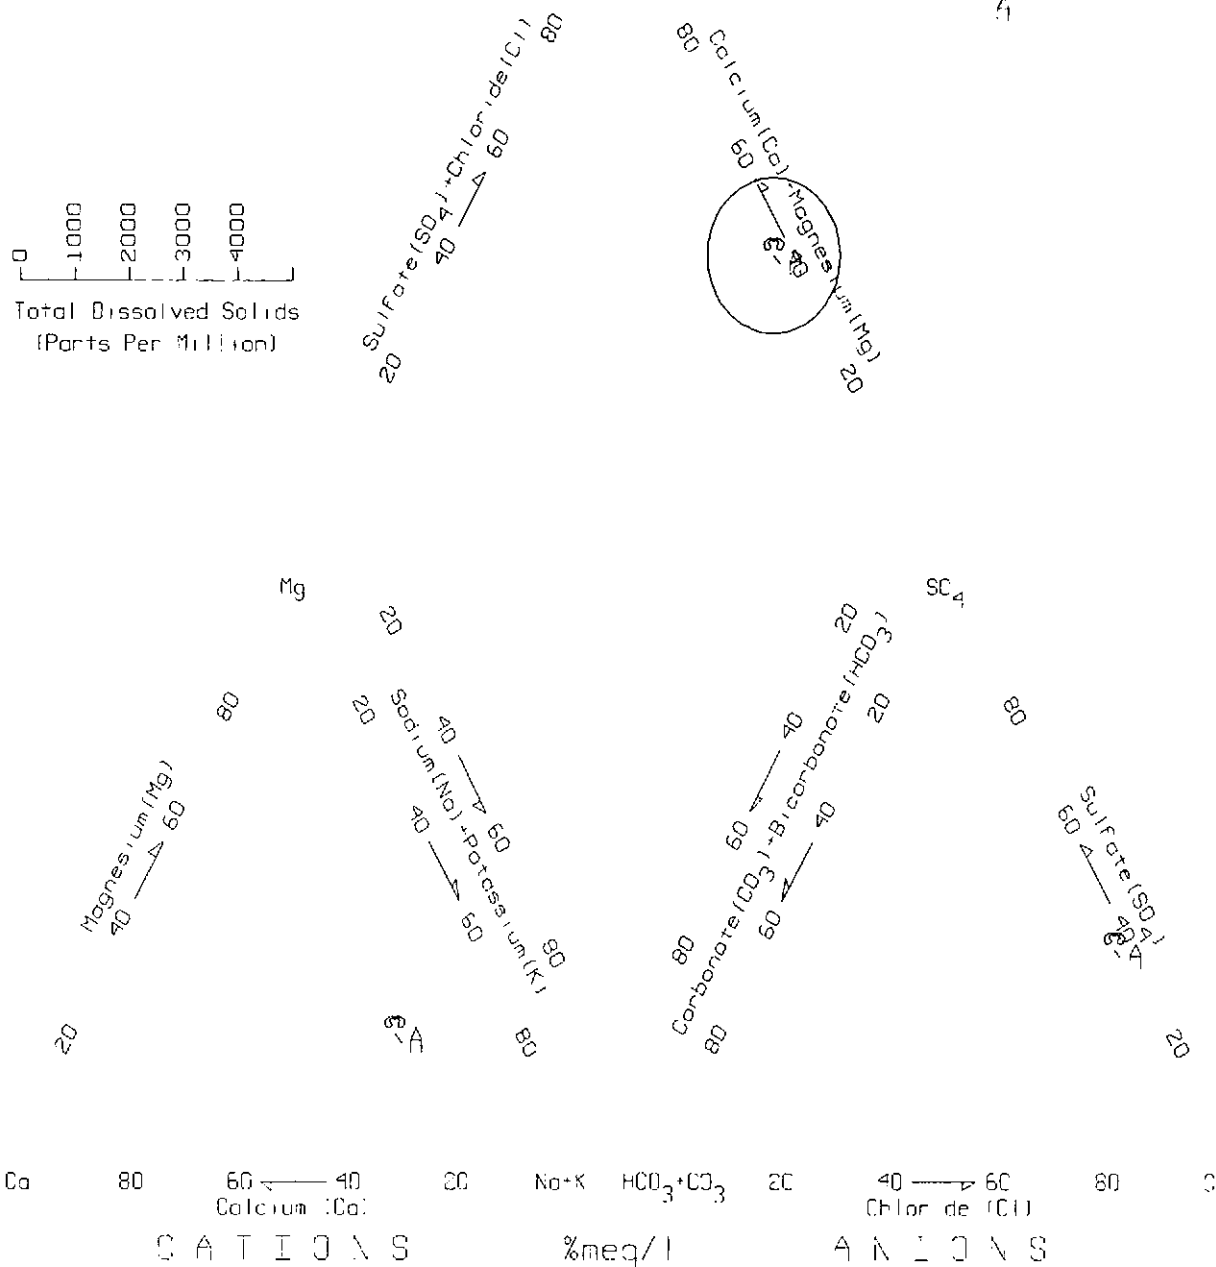 A
Sulfate(SO4)+Chloride(Cl)
80
60
40
20
80
Calcium(Ca)+Magnesium(Mg)
60
40
20
0 1000 2000 3000 4000
Total Dissolved Solids
(Parts Per Million)
Mg
20
80
20
Sodium(Na)+Potassium(K)
40
60
80
Magnesium(Mg)
60
40
20
40
60
80
A
SO4
20
Carbonate(CO3)+Bicarbonate(HCO3)
20
40
60
80
40
60
80
80
Sulfate(SO4)
60
40
A
20
Ca 80 60 40 20 Na+K HCO3+CO3 20 40 60 80
Calcium (Ca) Chloride (Cl)
CATIONS %meq/l ANIONS